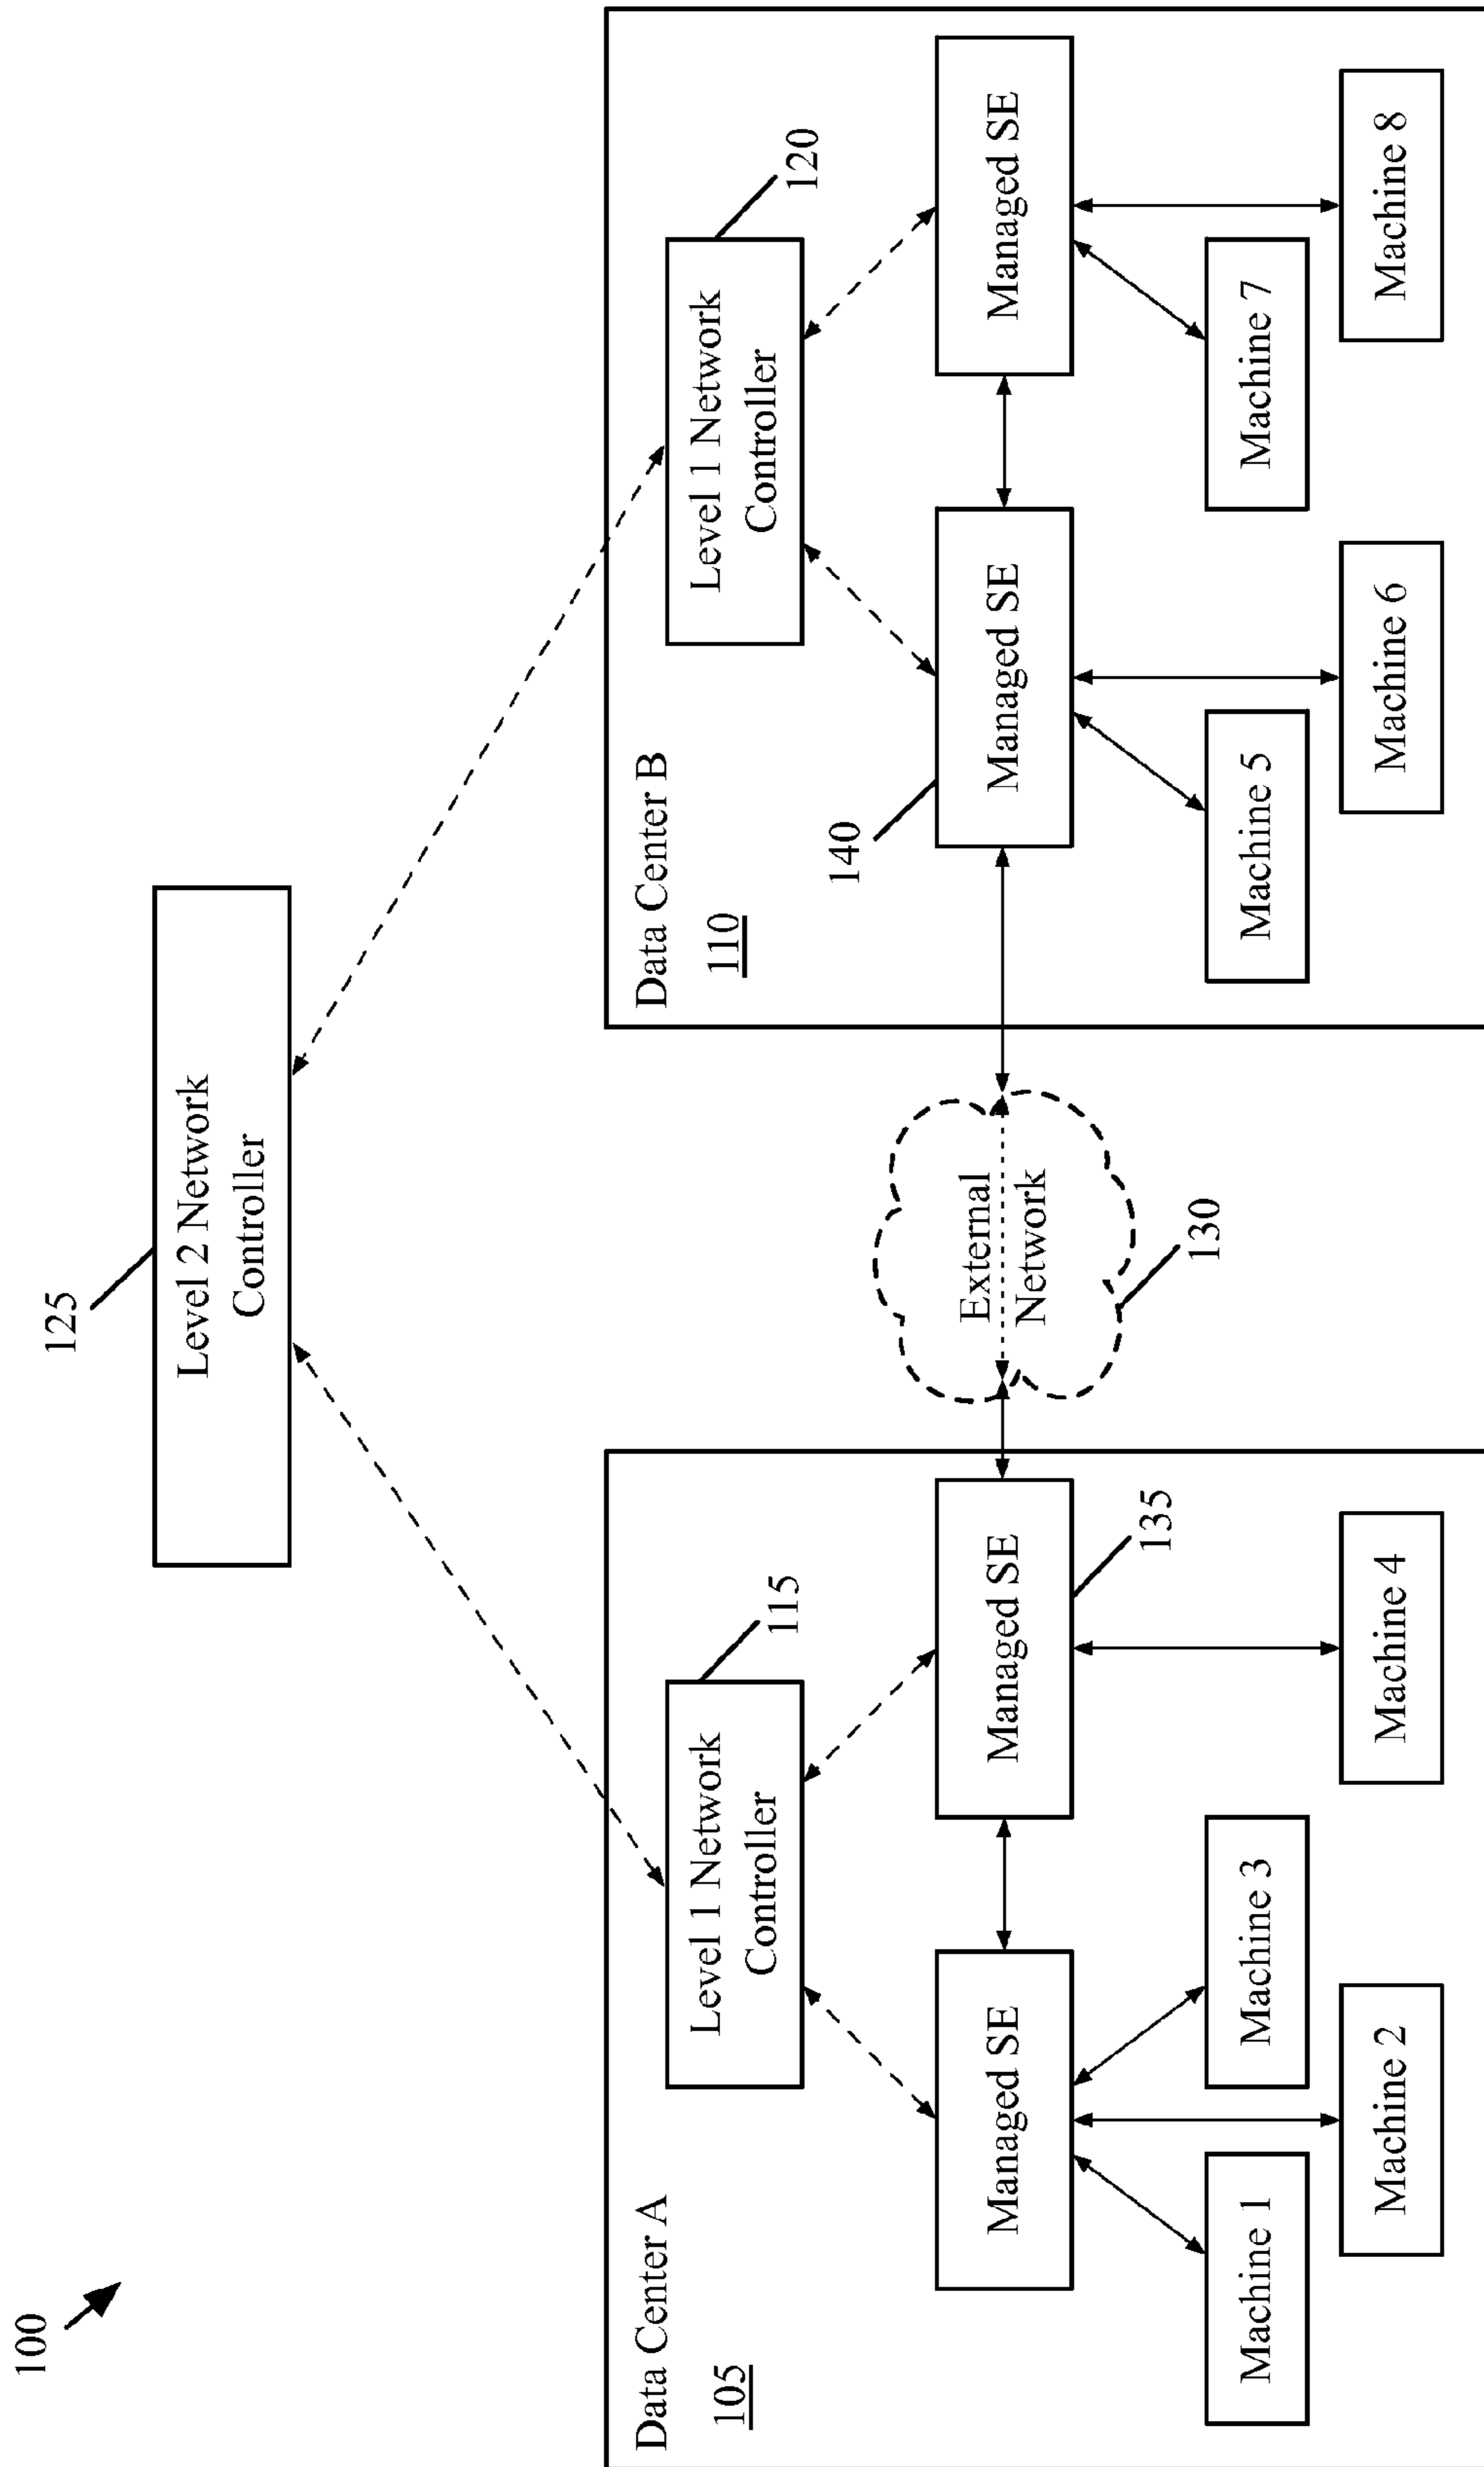 100
125
Level 2 Network
Controller
Data Center A
105
115
Level 1 Network
Controller
Managed SE
Managed SE
135
Machine 1
Machine 3
Machine 2
Machine 4
External
Network
130
Data Center B
110
120
Level 1 Network
Controller
140
Managed SE
Managed SE
Machine 5
Machine 7
Machine 6
Machine 8